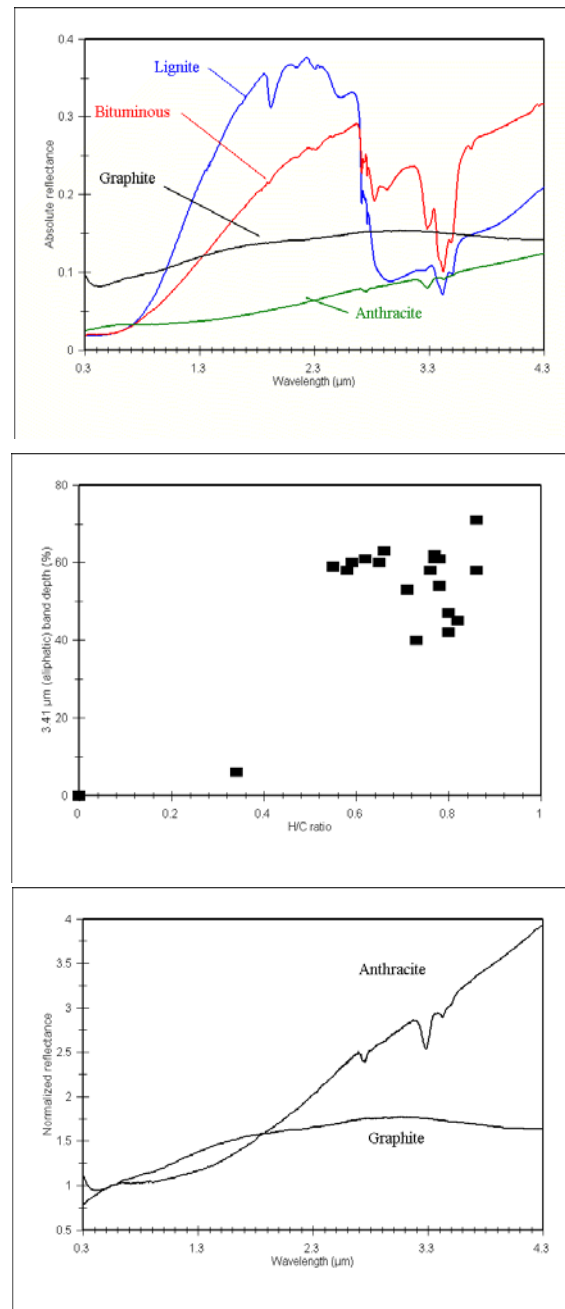 0.4
Lignite
0.3
Bituminous
Absolute reflectance
0.2
Graphite
0.1
Anthracite
0
0.3 1.3 2.3 3.3 4.3
Wavelength (µm)
80
60
3.41 µm (aliphatic) band depth (%)
40
20
0
0 0.2 0.4 0.6 0.8 1
H/C ratio
4
3.5
Anthracite
3
2.5
Normalized reflectance
2
1.5
Graphite
1
0.5
0.3 1.3 2.3 3.3 4.3
Wavelength (µm)